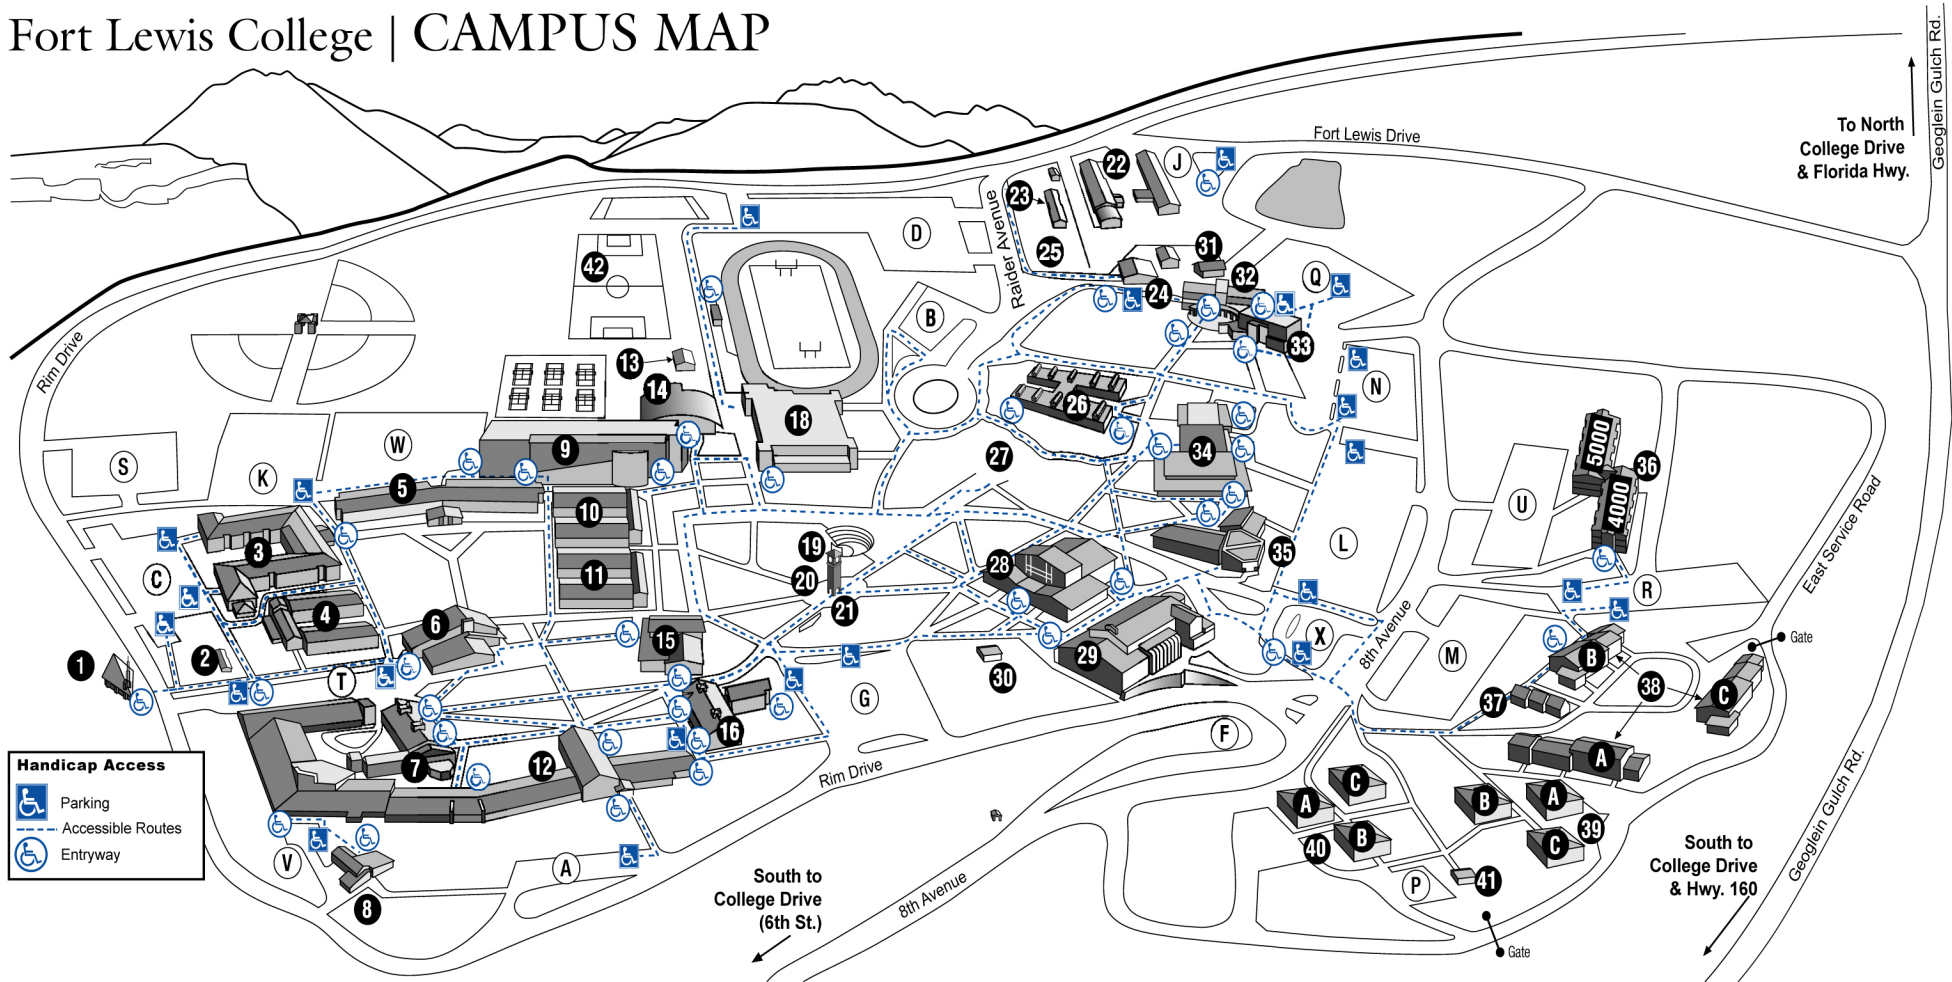 Fort Lewis College | CAMPUS MAP
Geoglein Gulch Rd.
To North
College Drive
& Florida Hwy.
Fort Lewis Drive
22
J
23
Raider Avenue
D
25
31
42
32
Q
24
B
33
Rim Drive
13
14
N
26
18
5000
W
9
34
36
S
K
27
5
4000
10
U
East Service Road
3
19
28
35
L
C
11
20
R
4
21
8th Avenue
6
15
X
Gate
1
2
29
M
B
30
38
T
G
C
37
16
F
7
12
A
Handicap Access
Parking
Accessible Routes
Entryway
Rim Drive
C
A
B
A
Geoglein Gulch Rd.
39
B
C
40
South to
College Drive
& Hwy. 160
V
A
P
41
8
South to
College Drive
(6th St.)
8th Avenue
Gate